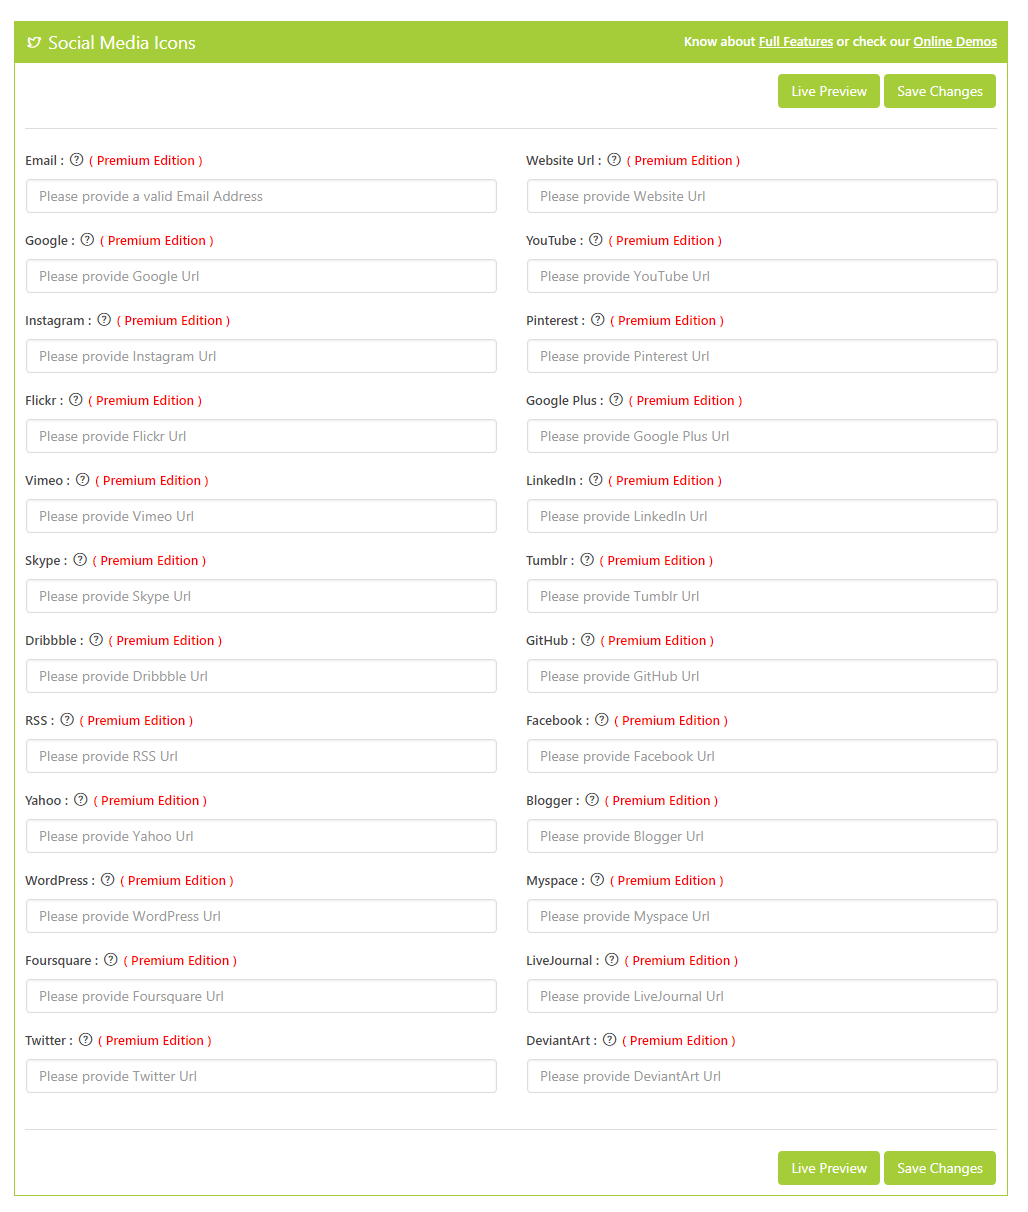 Social Media Icons
Know about Full Features or check our Online Demos
Live Preview Save Changes
Email : ( Premium Edition )
Website Url : ( Premium Edition )
Please provide a valid Email Address
Please provide Website Url
Google : ( Premium Edition )
YouTube : ( Premium Edition )
Please provide Google Url
Please provide YouTube Url
Instagram : ( Premium Edition )
Pinterest : ( Premium Edition )
Please provide Instagram Url
Please provide Pinterest Url
Flickr : ( Premium Edition )
Google Plus : ( Premium Edition )
Please provide Flickr Url
Please provide Google Plus Url
Vimeo : ( Premium Edition )
LinkedIn : ( Premium Edition )
Please provide Vimeo Url
Please provide LinkedIn Url
Skype : ( Premium Edition )
Tumblr : ( Premium Edition )
Please provide Skype Url
Please provide Tumblr Url
Dribbble : ( Premium Edition )
GitHub : ( Premium Edition )
Please provide Dribbble Url
Please provide GitHub Url
RSS : ( Premium Edition )
Facebook : ( Premium Edition )
Please provide RSS Url
Please provide Facebook Url
Yahoo : ( Premium Edition )
Blogger : ( Premium Edition )
Please provide Yahoo Url
Please provide Blogger Url
WordPress : ( Premium Edition )
Myspace : ( Premium Edition )
Please provide WordPress Url
Please provide Myspace Url
Foursquare : ( Premium Edition )
LiveJournal : ( Premium Edition )
Please provide Foursquare Url
Please provide LiveJournal Url
Twitter : ( Premium Edition )
DeviantArt : ( Premium Edition )
Please provide Twitter Url
Please provide DeviantArt Url
Live Preview Save Changes